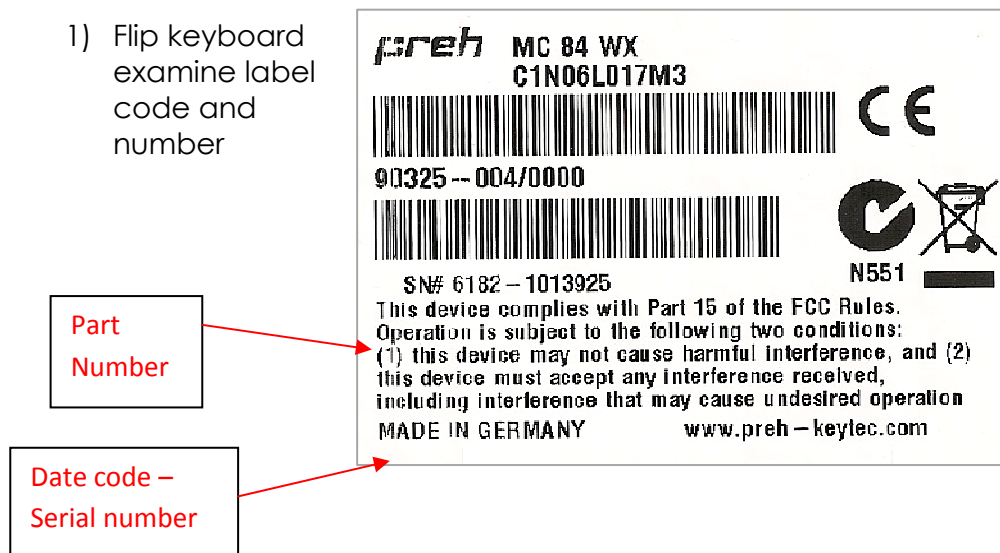 1) Flip keyboard
examine label
code and
number
preh MC 84 WX
C1N06L017M3
CE
90325--004/0000
N551
SN# 6182-1013925
This device complies with Part 15 of the FCC Rules.
Operation is subject to the following two conditions:
(1) this device may not cause harmful interference, and (2)
this device must accept any interference received,
including interference that may cause undesired operation
MADE IN GERMANY www.preh-keytec.com
Part
Number
Date code –
Serial number